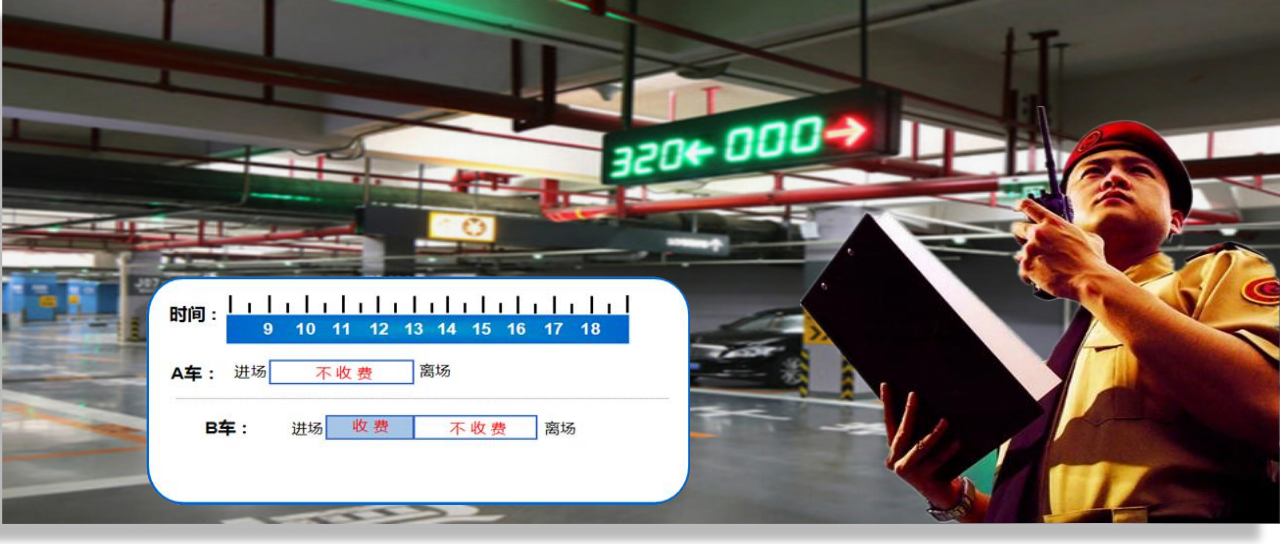 320← 000→
时间：
9 10 11 12 13 14 15 16 17 18
A车： 进场 不收费 离场
B车： 进场 收费 不收费 离场